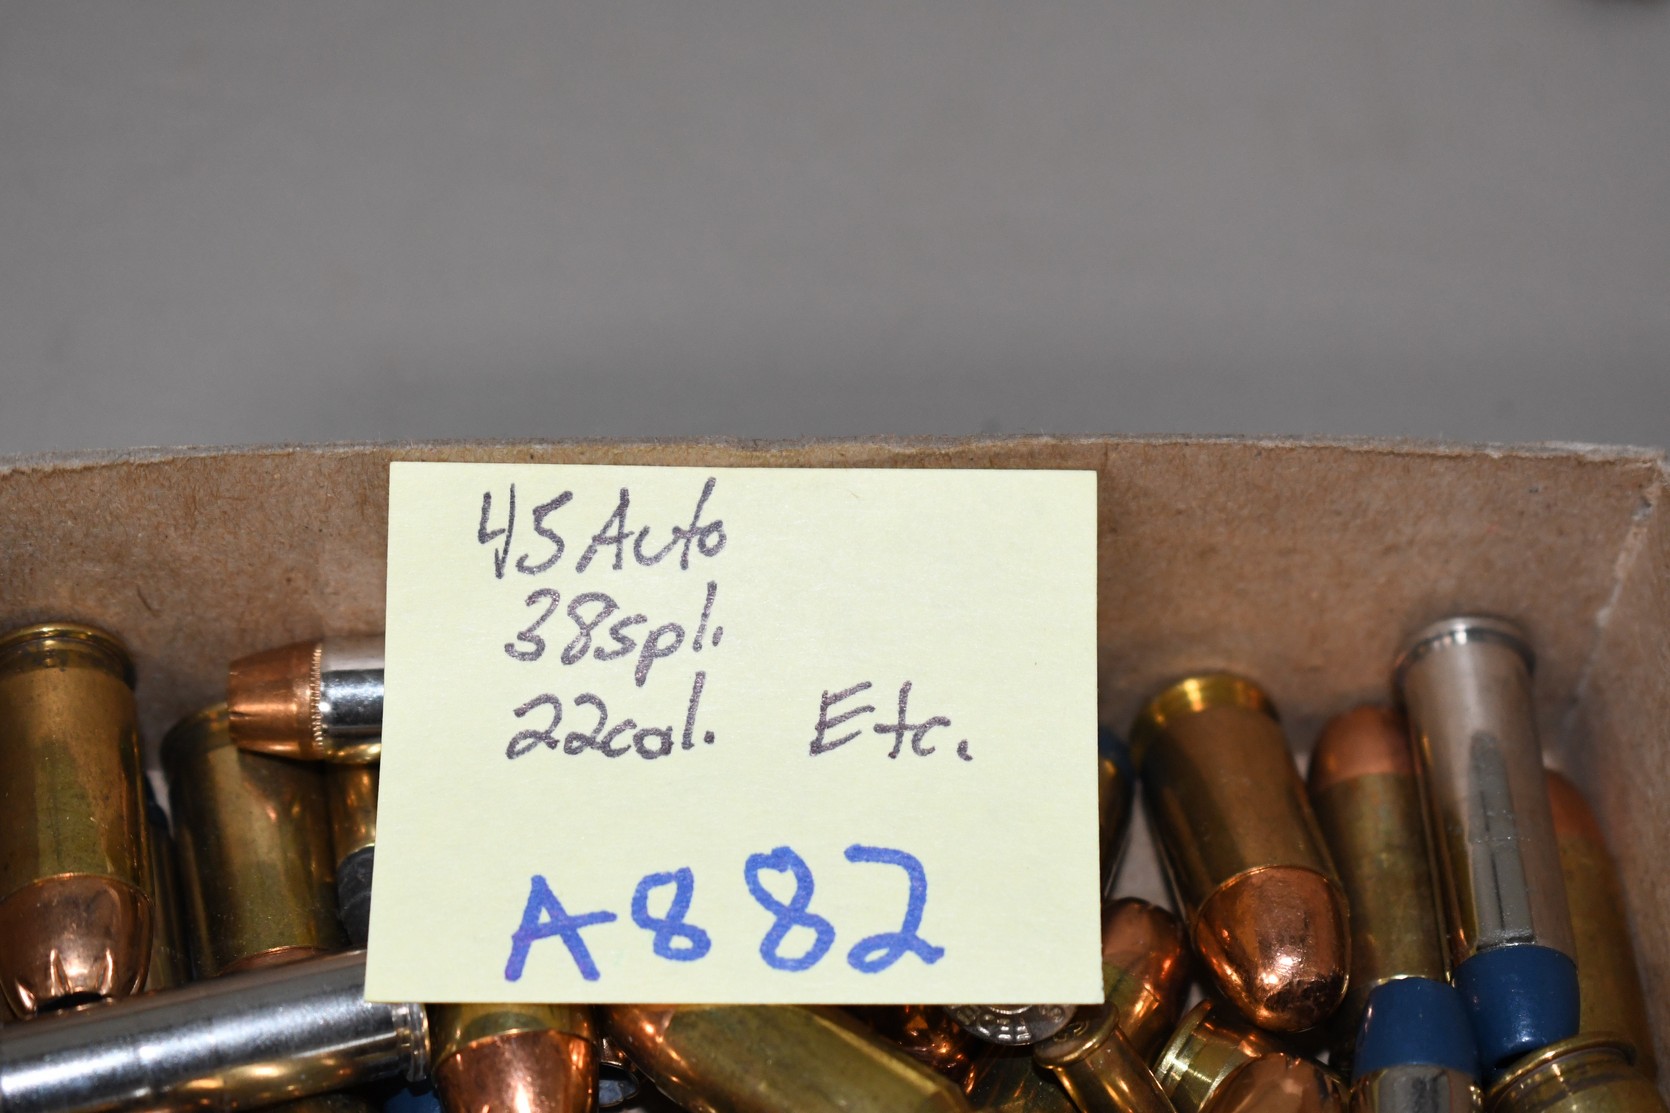 45 Auto
38 spl.
22 cal. Etc.
A882